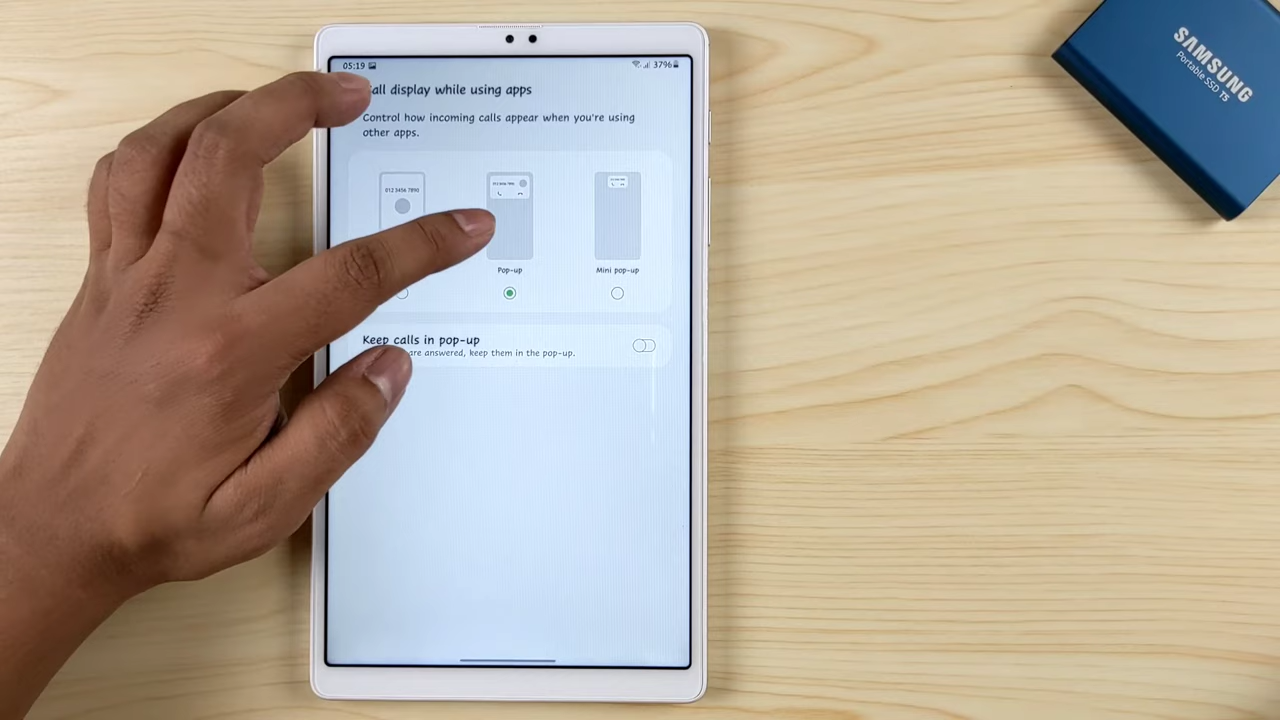 05:19
37%
Call display while using apps
Control how incoming calls appear when you're using
other apps.
012 3456 7890
Pop-up
Mini pop-up
Keep calls in pop-up
are answered, keep them in the pop-up.
SAMSUNG
Portable SSD T5